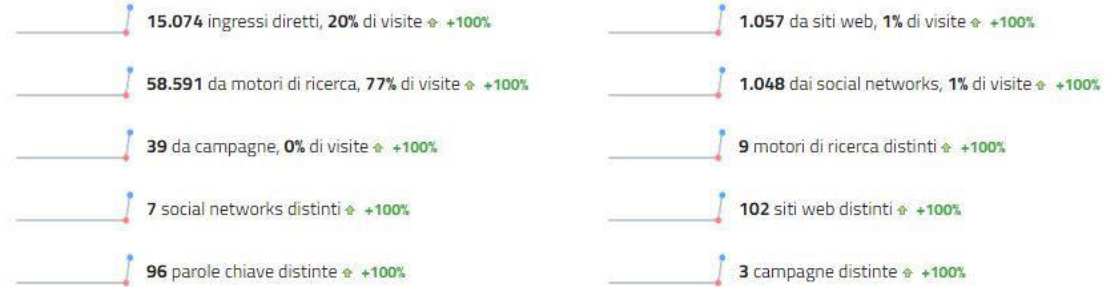 15.074 ingressi diretti, 20% di visite +100%
1.057 da siti web, 1% di visite +100%
58.591 da motori di ricerca, 77% di visite +100%
1.048 dai social networks, 1% di visite +100%
39 da campagne, 0% di visite +100%
9 motori di ricerca distinti +100%
7 social networks distinti +100%
102 siti web distinti +100%
96 parole chiave distinte +100%
3 campagne distinte +100%